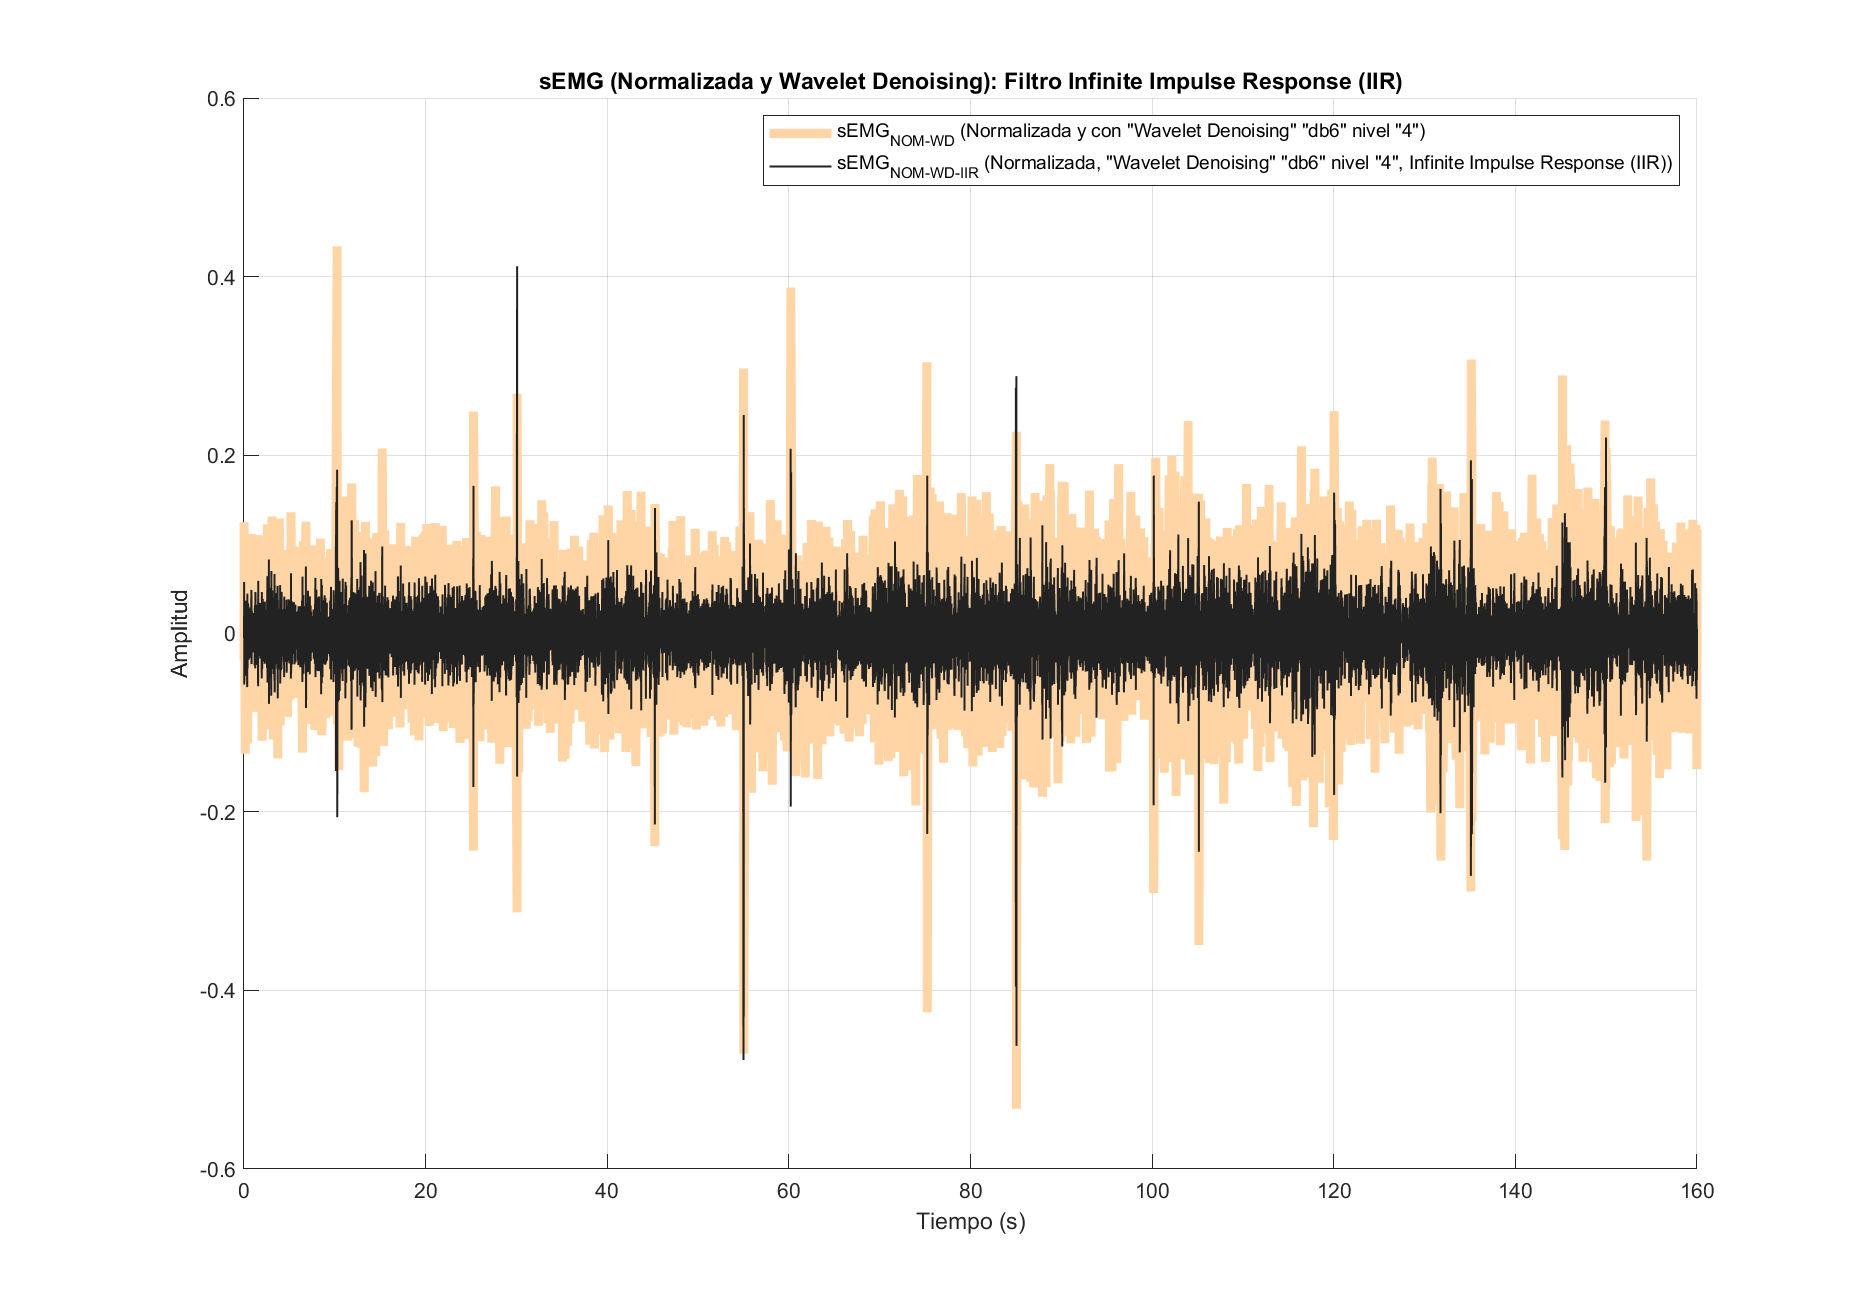 sEMG (Normalizada y Wavelet Denoising): Filtro Infinite Impulse Response (IIR)
sEMG_NOM-WD (Normalizada y con "Wavelet Denoising" "db6" nivel "4")
sEMG_NOM-WD-IIR (Normalizada, "Wavelet Denoising" "db6" nivel "4", Infinite Impulse Response (IIR))
0.6
0.4
0.2
0
-0.2
-0.4
-0.6
Amplitud
0 20 40 60 80 100 120 140 160
Tiempo (s)